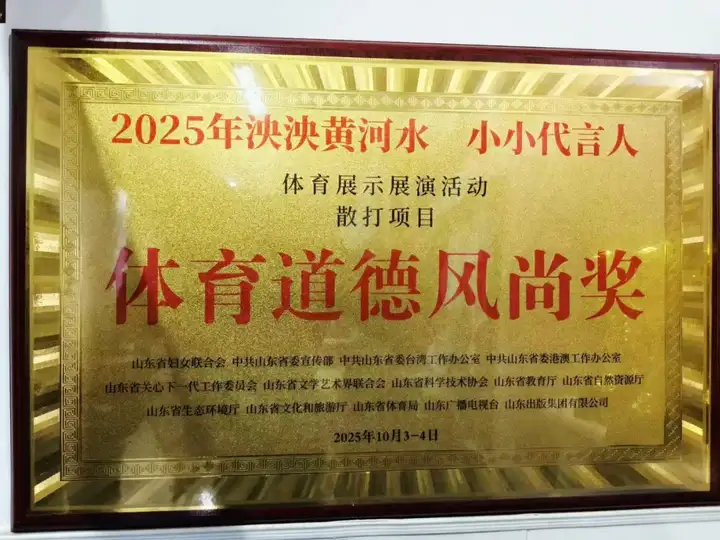 2025年泱泱黄河水 小小代言人
体育展示展演活动
散打项目
体育道德风尚奖
山东省妇女联合会 中共山东省委宣传部 中共山东省委台湾工作办公室 中共山东省委港澳工作办公室
山东省关心下一代工作委员会 山东省文学艺术界联合会 山东省科学技术协会 山东省教育厅 山东省自然资源厅
山东省生态环境厅 山东省文化和旅游厅 山东省体育局 山东广播电视台 山东出版集团有限公司
2025年10月3-4日